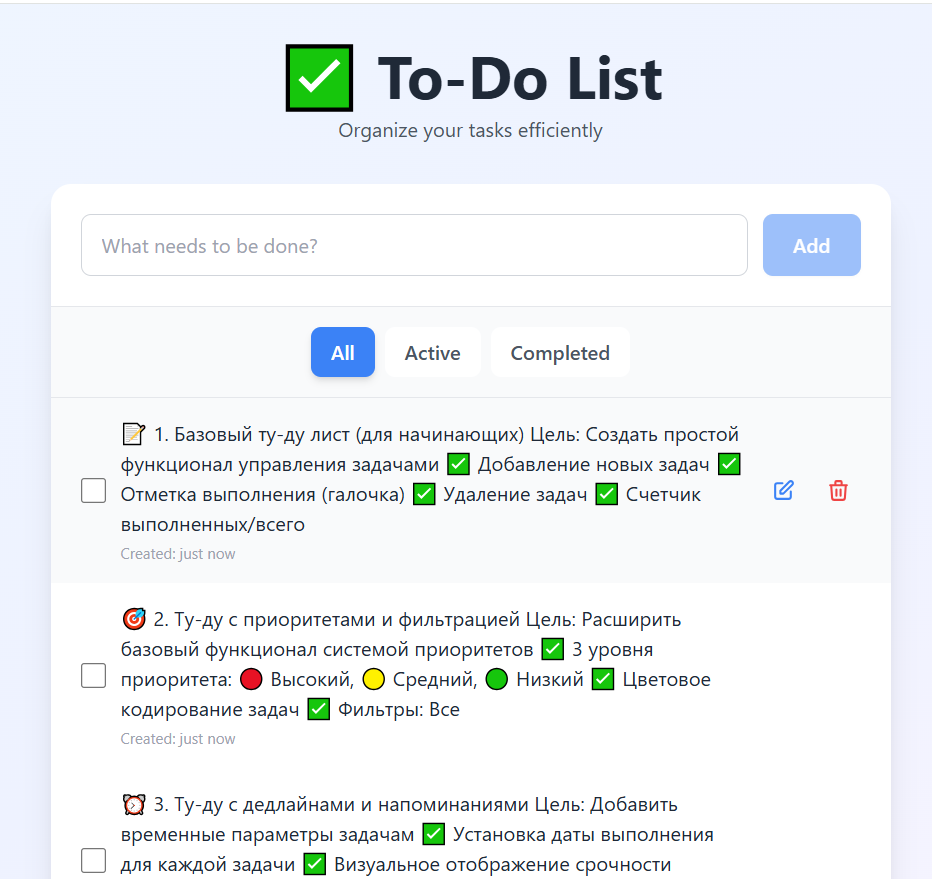 ✅ To-Do List
Organize your tasks efficiently
What needs to be done?
Add
All
Active
Completed
📝 1. Базовый ту-ду лист (для начинающих) Цель: Создать простой
функционал управления задачами ✅ Добавление новых задач ✅
Отметка выполнения (галочка) ✅ Удаление задач ✅ Счетчик
выполненных/всего
Created: just now
🎯 2. Ту-ду с приоритетами и фильтрацией Цель: Расширить
базовый функционал системой приоритетов ✅ 3 уровня
приоритета: 🔴 Высокий, 🟡 Средний, 🟢 Низкий ✅ Цветовое
кодирование задач ✅ Фильтры: Все
Created: just now
⏰ 3. Ту-ду с дедлайнами и напоминаниями Цель: Добавить
временные параметры задачам ✅ Установка даты выполнения
для каждой задачи ✅ Визуальное отображение срочности